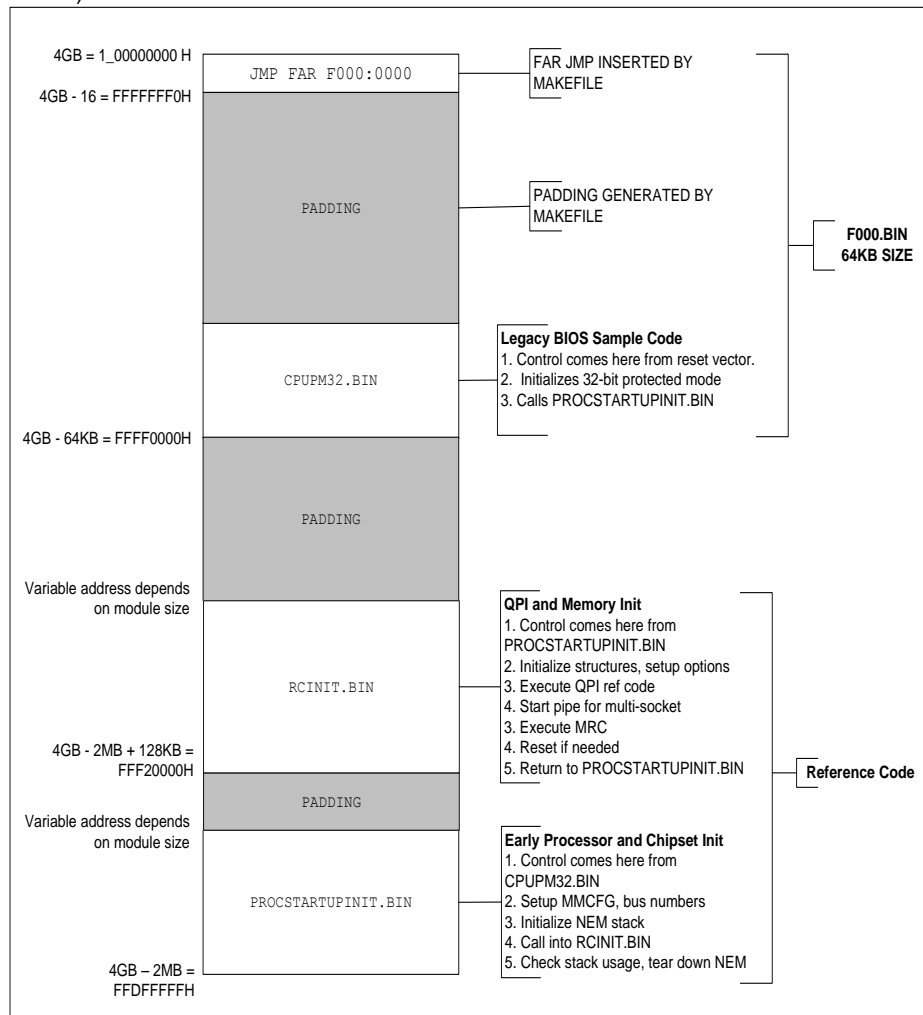 4GB = 1_00000000 H
JMP FAR F000:0000
FAR JMP INSERTED BY
MAKEFILE
4GB - 16 = FFFFFFF0H
PADDING
PADDING GENERATED BY
MAKEFILE
F000.BIN
64KB SIZE
CPUPM32.BIN
Legacy BIOS Sample Code
1. Control comes here from reset vector.
2. Initializes 32-bit protected mode
3. Calls PROCSTARTUPINIT.BIN
4GB - 64KB = FFFF0000H
PADDING
Variable address depends
on module size
RCINIT.BIN
QPI and Memory Init
1. Control comes here from
PROCSTARTUPINIT.BIN
2. Initialize structures, setup options
3. Execute QPI ref code
4. Start pipe for multi-socket
3. Execute MRC
4. Reset if needed
5. Return to PROCSTARTUPINIT.BIN
4GB - 2MB + 128KB =
FFF20000H
Reference Code
PADDING
Variable address depends
on module size
PROCSTARTUPINIT.BIN
Early Processor and Chipset Init
1. Control comes here from
CPUPM32.BIN
2. Setup MMCFG, bus numbers
3. Initialize NEM stack
4. Call into RCINIT.BIN
5. Check stack usage, tear down NEM
4GB – 2MB =
FFDFFFFFH